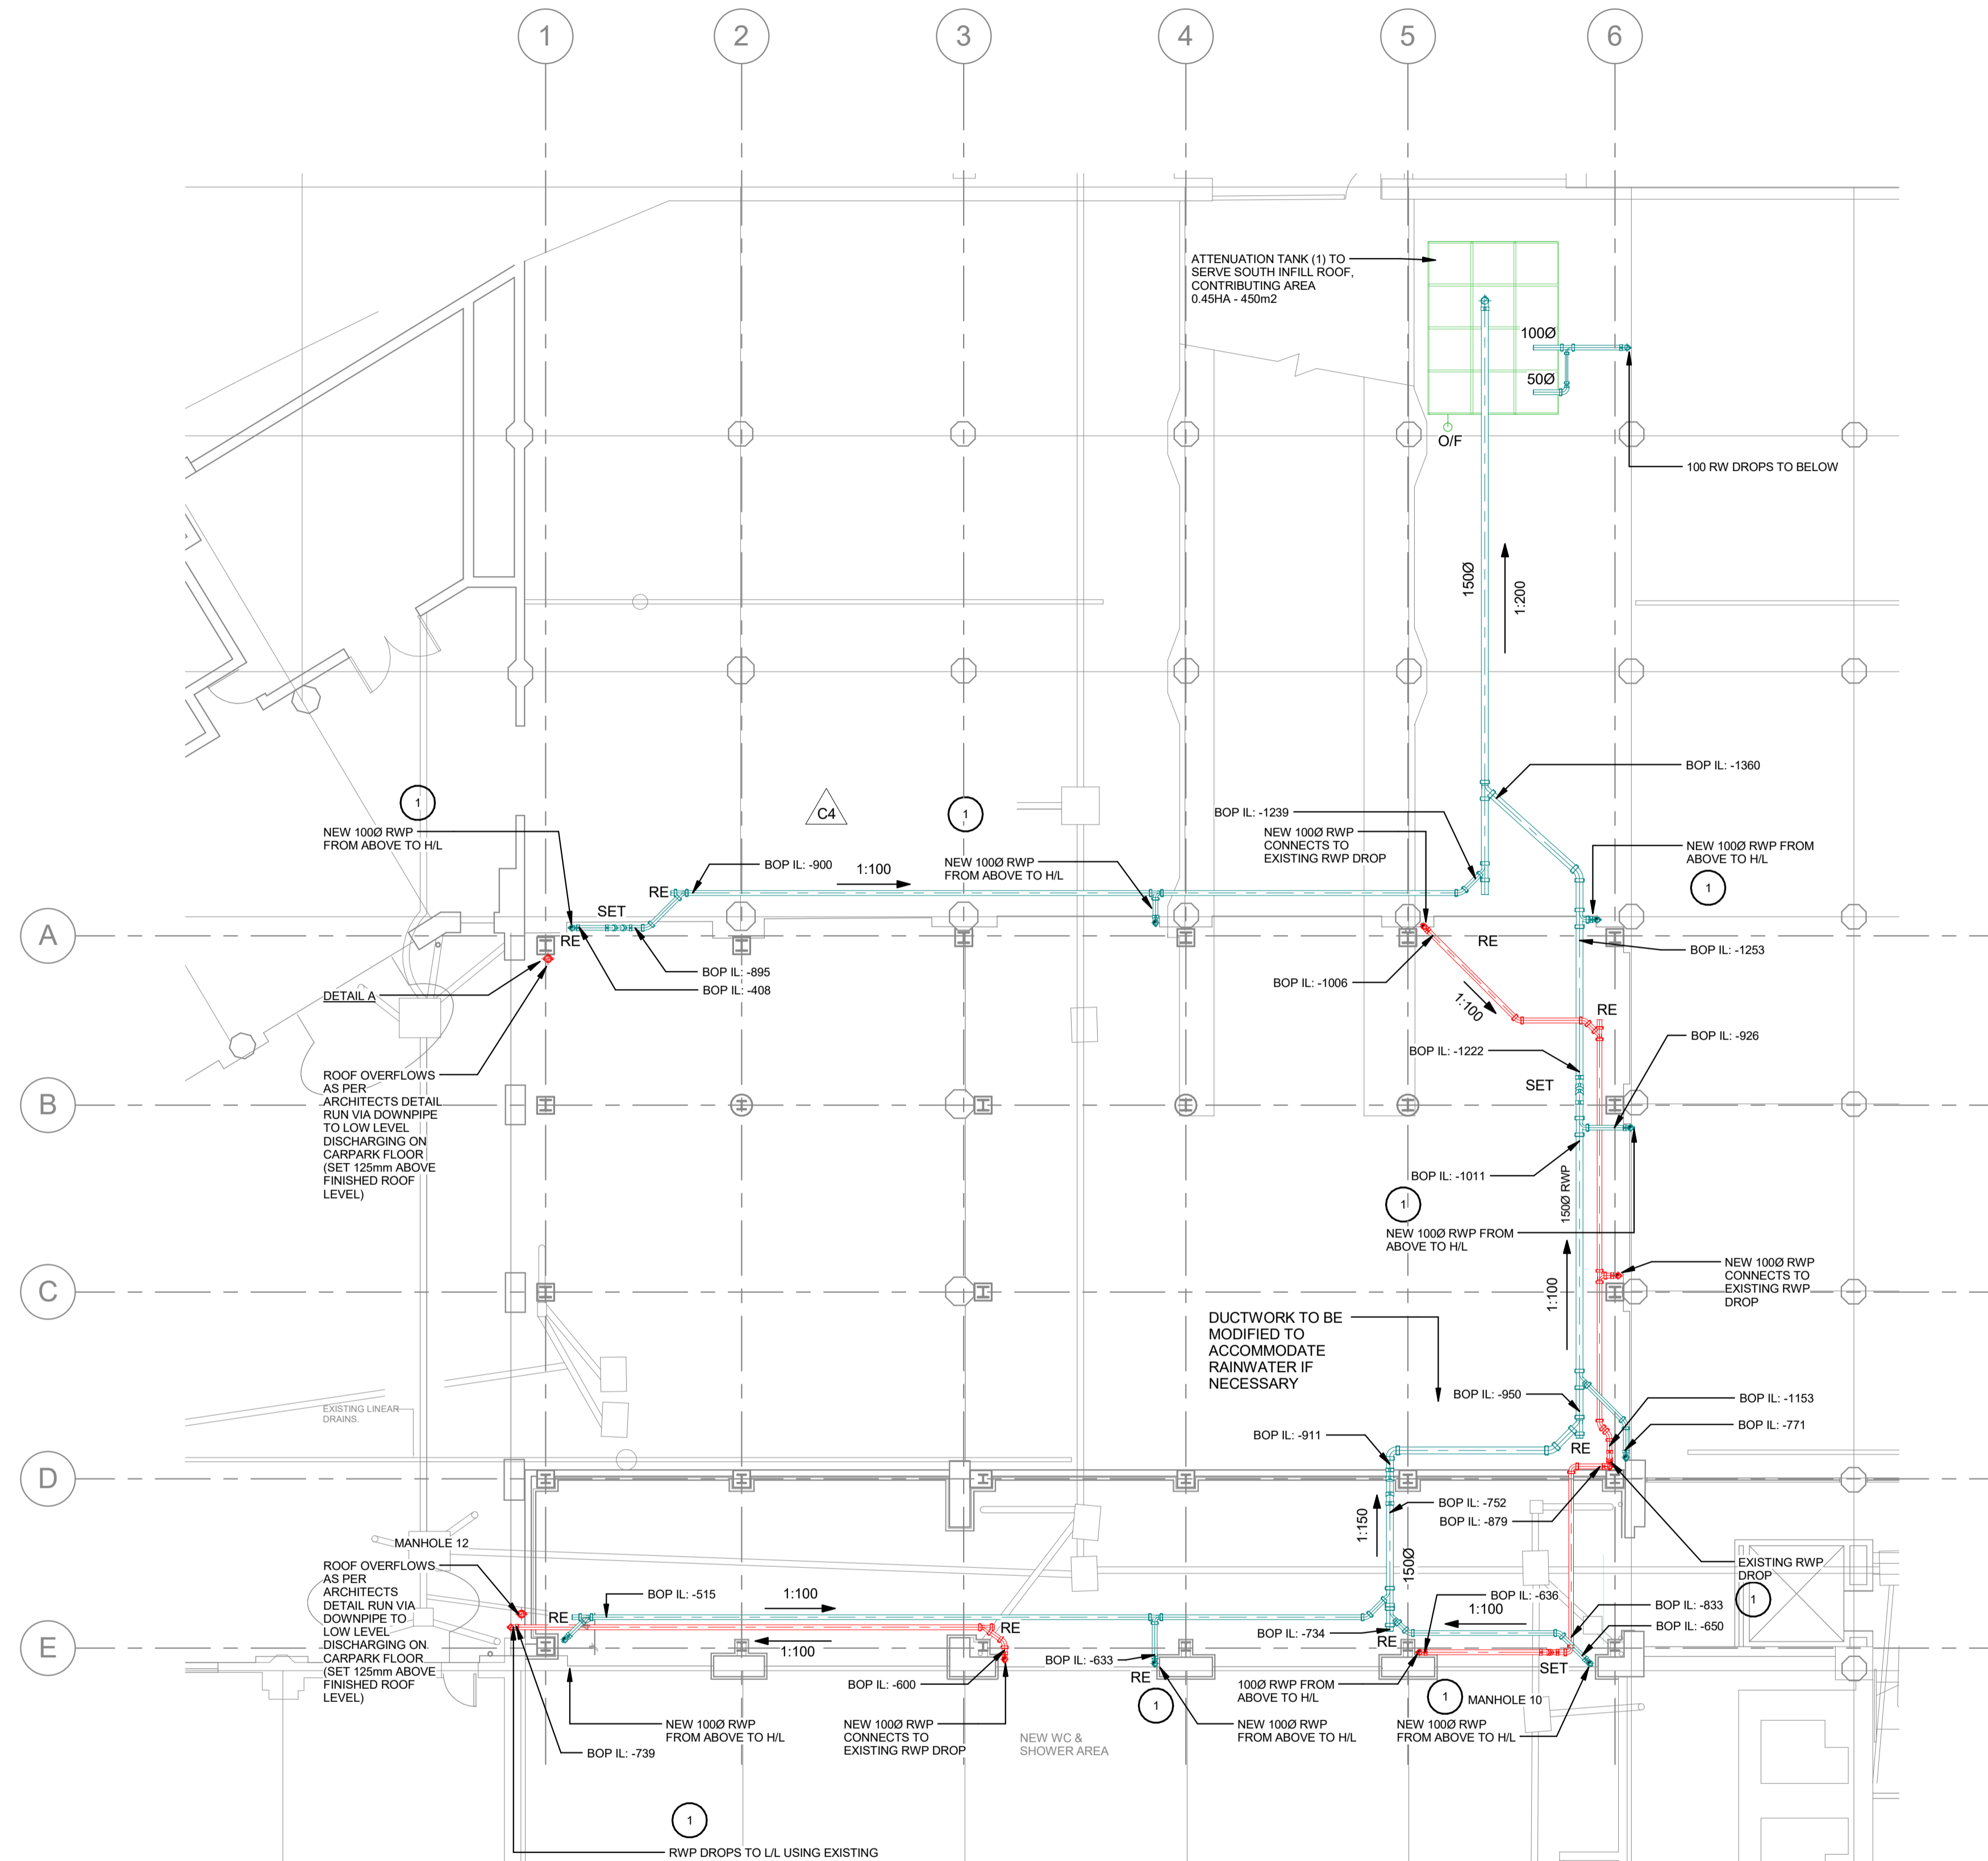 1
2
3
4
5
6
ATTENUATION TANK (1) TO
SERVE SOUTH INFILL ROOF,
CONTRIBUTING AREA
0.45HA - 450m2
100Ø
50Ø
O/F
100 RW DROPS TO BELOW
150Ø
1:200
BOP IL: -1360
1
NEW 100Ø RWP
FROM ABOVE TO H/L
C4
1
BOP IL: -1239
NEW 100Ø RWP
CONNECTS TO
EXISTING RWP DROP
NEW 100Ø RWP FROM
ABOVE TO H/L
1
BOP IL: -900
1:100
NEW 100Ø RWP
FROM ABOVE TO H/L
RE
SET
A
RE
RE
BOP IL: -1253
BOP IL: -895
BOP IL: -408
BOP IL: -1006
DETAIL A
1:100
RE
BOP IL: -926
BOP IL: -1222
SET
ROOF OVERFLOWS
AS PER
ARCHITECTS DETAIL
RUN VIA DOWNPIPE
TO LOW LEVEL
DISCHARGING ON
CARPARK FLOOR
(SET 125mm ABOVE
FINISHED ROOF
LEVEL)
B
BOP IL: -1011
150Ø RWP
1
NEW 100Ø RWP FROM
ABOVE TO H/L
C
1:100
NEW 100Ø RWP
CONNECTS TO
EXISTING RWP
DROP
DUCTWORK TO BE
MODIFIED TO
ACCOMMODATE
RAINWATER IF
NECESSARY
EXISTING LINEAR
DRAINS.
BOP IL: -950
BOP IL: -1153
BOP IL: -771
BOP IL: -911
RE
D
BOP IL: -752
BOP IL: -879
1:150
150Ø
MANHOLE 12
EXISTING RWP
DROP
1
ROOF OVERFLOWS
AS PER
ARCHITECTS
DETAIL RUN VIA
DOWNPIPE TO
LOW LEVEL
DISCHARGING ON
CARPARK FLOOR
(SET 125mm ABOVE
FINISHED ROOF
LEVEL)
BOP IL: -515
1:100
BOP IL: -636
1:100
BOP IL: -833
BOP IL: -650
RE
RE
BOP IL: -734
RE
E
1:100
BOP IL: -633
RE
SET
BOP IL: -600
100Ø RWP FROM
ABOVE TO H/L
1
1
MANHOLE 10
NEW 100Ø RWP
FROM ABOVE TO H/L
NEW 100Ø RWP
CONNECTS TO
EXISTING RWP DROP
NEW WC &
SHOWER AREA
NEW 100Ø RWP
FROM ABOVE TO H/L
NEW 100Ø RWP
FROM ABOVE TO H/L
BOP IL: -739
1
RWP DROPS TO L/L USING EXISTING